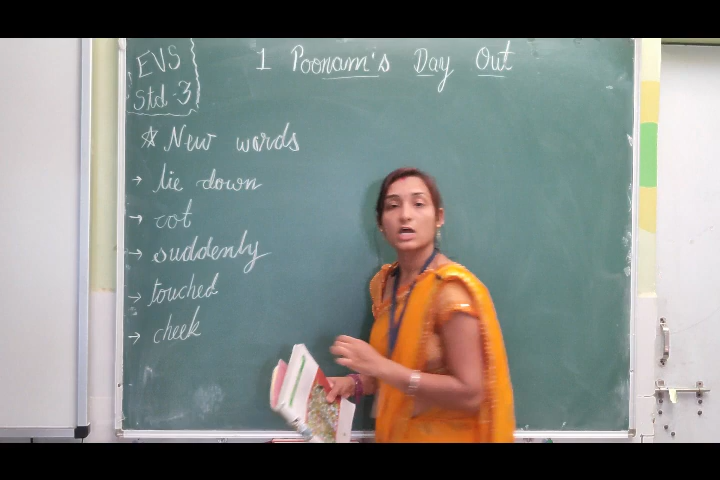 EVS
Std-3
1 Poonam's Day Out
☆ New words
→ lie down
→ cot
→ suddenly
→ touched
→ cheek